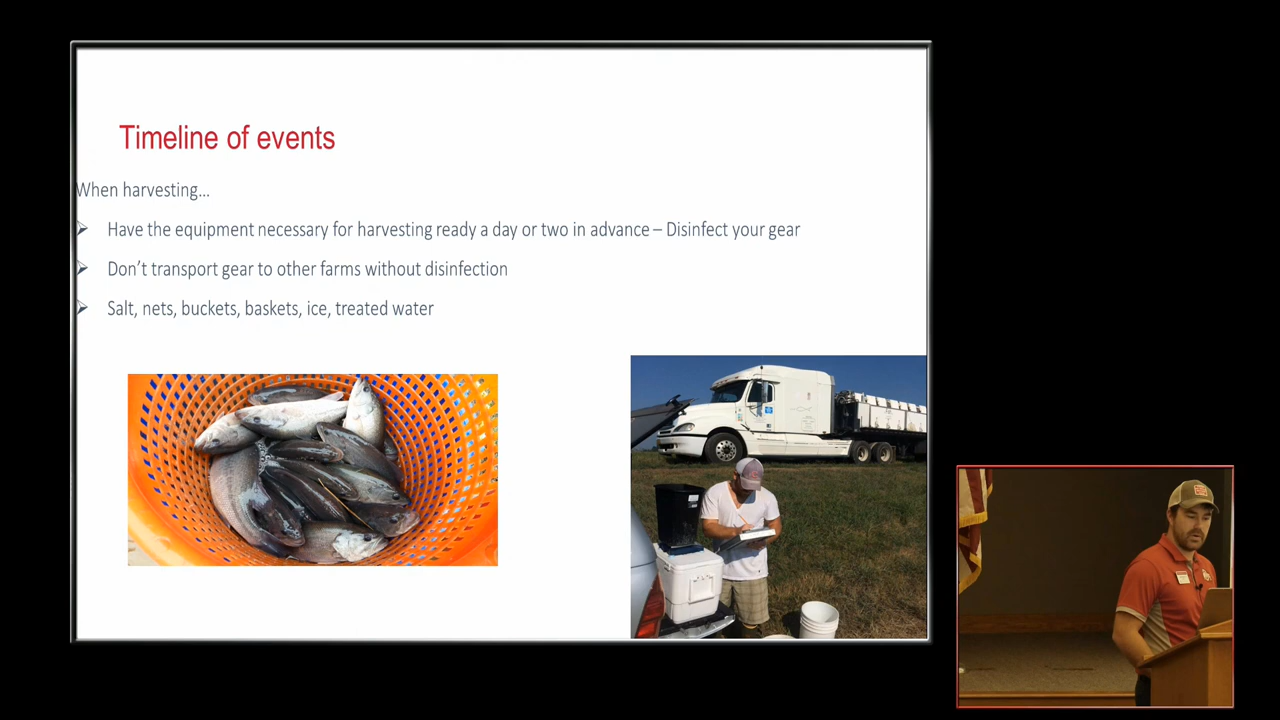 Timeline of events
When harvesting...
Have the equipment necessary for harvesting ready a day or two in advance – Disinfect your gear
Don't transport gear to other farms without disinfection
Salt, nets, buckets, baskets, ice, treated water